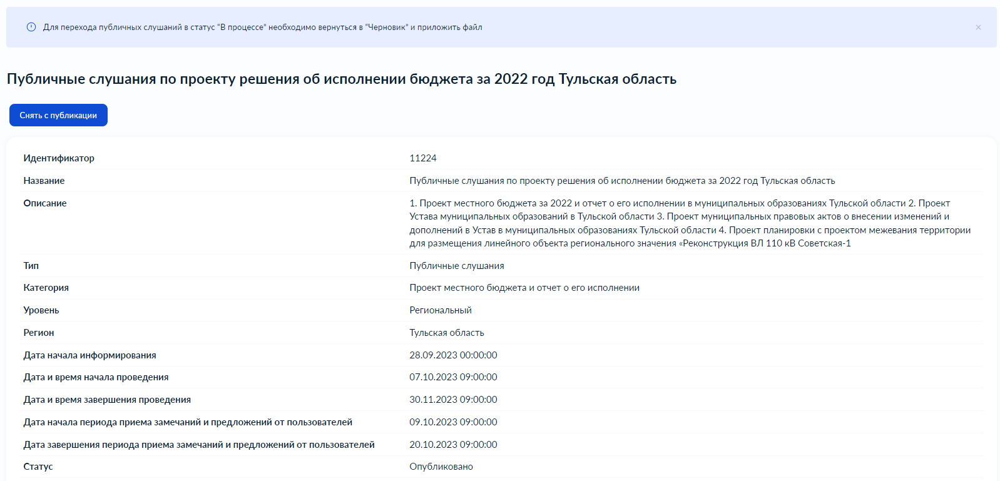 Для перехода публичных слушаний в статус “В процессе” необходимо вернуться в “Черновик” и приложить файл
Публичные слушания по проекту решения об исполнении бюджета за 2022 год Тульская область
Снять с публикации
Идентификатор 11224
Название Публичные слушания по проекту решения об исполнении бюджета за 2022 год Тульская область
Описание 1. Проект местного бюджета за 2022 и отчет о его исполнении в муниципальных образованиях Тульской области 2. Проект
Устава муниципальных образований в Тульской области 3. Проект муниципальных правовых актов о внесении изменений и
дополнений в Устав в муниципальных образованиях Тульской области 4. Проект планировки с проектом межевания территории
для размещения линейного объекта регионального значения «Реконструкция ВЛ 110 кВ Советская-1
Тип Публичные слушания
Категория Проект местного бюджета и отчет о его исполнении
Уровень Региональный
Регион Тульская область
Дата начала информирования 28.09.2023 00:00:00
Дата и время начала проведения 07.10.2023 09:00:00
Дата и время завершения проведения 30.11.2023 09:00:00
Дата начала периода приема замечаний и предложений от пользователей 09.10.2023 09:00:00
Дата завершения периода приема замечаний и предложений от пользователей 20.10.2023 09:00:00
Статус Опубликовано